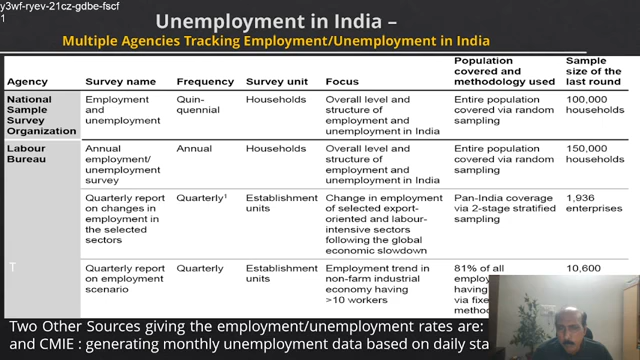 y3wf-ryev-21cz-gdbe-fscf
1
Unemployment in India –
Multiple Agencies Tracking Employment/Unemployment in India
Agency
Survey name
Frequency
Survey unit
Focus
Population
covered and
methodology used
Sample
size of the
last round
National
Sample
Survey
Organization
Employment
and
unemployment
Quin-
quennial
Households
Overall level and
structure of
employment and
unemployment in India
Entire population
covered via random
sampling
100,000
households
Labour
Bureau
Annual
employment/
unemployment
survey
Annual
Households
Overall level and
structure of
employment and
unemployment in India
Entire population
covered via random
sampling
150,000
households
Quarterly report
on changes in
employment in
the selected
sectors
Quarterly¹
Establishment
units
Change in employment
of selected export-
oriented and labour-
intensive sectors
following the global
economic slowdown
Pan-India coverage
via 2-stage stratified
sampling
1,936
enterprises
T
Quarterly report
on employment
scenario
Quarterly
Establishment
units
Employment trend in
non-farm industrial
economy having
>10 workers
81% of all
having
via
10,600
Two Other Sources giving the employment/unemployment rates are:
and CMIE : generating monthly unemployment data based on daily sta